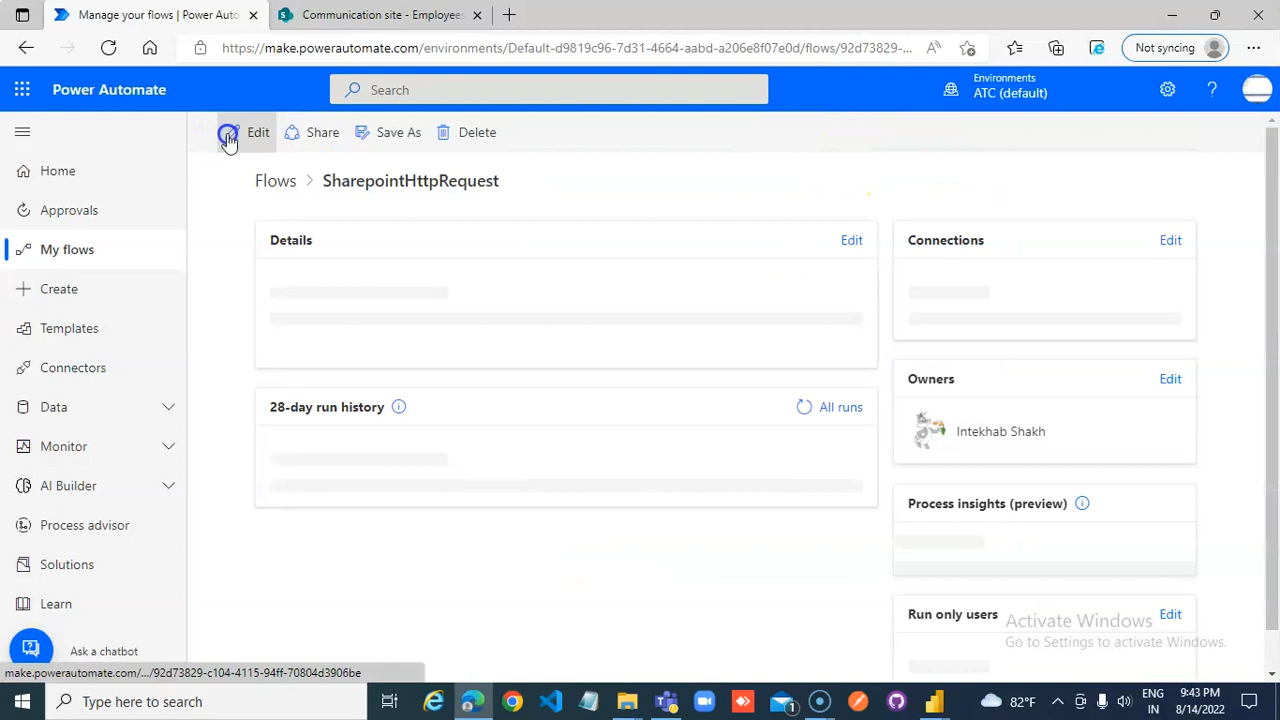 Manage your flows | Power Auto
Communication site - Employees
https://make.powerautomate.com/environments/Default-d9819c96-7d31-4664-aabd-a206e8f87e0d/flows/92d73829-...
Not syncing
Power Automate
Search
Environments
ATC (default)
Edit
Share
Save As
Delete
Home
Approvals
My flows
Create
Templates
Connectors
Data
Monitor
AI Builder
Process advisor
Solutions
Learn
Ask a chatbot
Flows > SharepointHttpRequest
Details
Edit
28-day run history
All runs
Connections
Edit
Owners
Edit
Intekhab Shakh
Process insights (preview)
Run only users
Edit
Activate Windows
Go to Settings to activate Windows.
make.powerautomate.com/.../92d73829-c104-4115-94ff-70804d3906be
Type here to search
82°F
ENG
IN
9:43 PM
8/14/2022